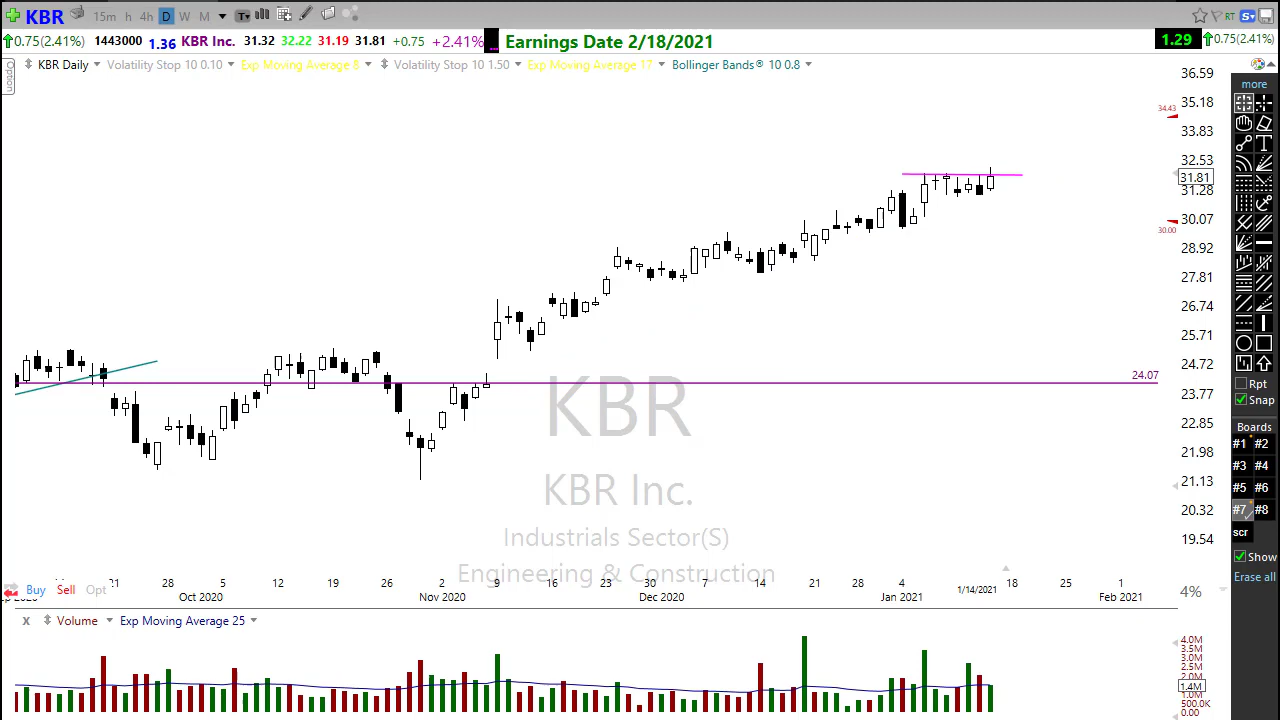 KBR 15m h 4h D W M T RT S
0.75(2.41%) 1443000 1.36 KBR Inc. 31.32 32.22 31.19 31.81 +0.75 +2.41% ... Earnings Date 2/18/2021 1.29 0.75(2.41%)
Option
KBR Daily Volatility Stop 10 0.10 Exp Moving Average 8 Volatility Stop 10 1.50 Exp Moving Average 17 Bollinger Bands® 10 0.8
36.59
35.18
34.43
33.83
32.53
31.81
31.28
30.07
30.00
28.92
27.81
26.74
25.71
24.72
24.07
23.77
22.85
21.98
21.13
20.32
19.54
KBR
KBR Inc.
Industrials Sector(S)
Engineering & Construction
28 5 12 19 26 2 9 16 23 30 7 14 21 28 4 18 25 1
Oct 2020 Nov 2020 Dec 2020 Jan 2021 1/14/2021 Feb 2021
Buy Sell Opt
4%
x Volume Exp Moving Average 25
4.0M
3.5M
3.0M
2.5M
2.0M
1.4M
1.0M
500.0K
0.00
more
Rpt
Snap
Boards
#1 #2
#3 #4
#5 #6
#7 #8
scr
Show
Erase all